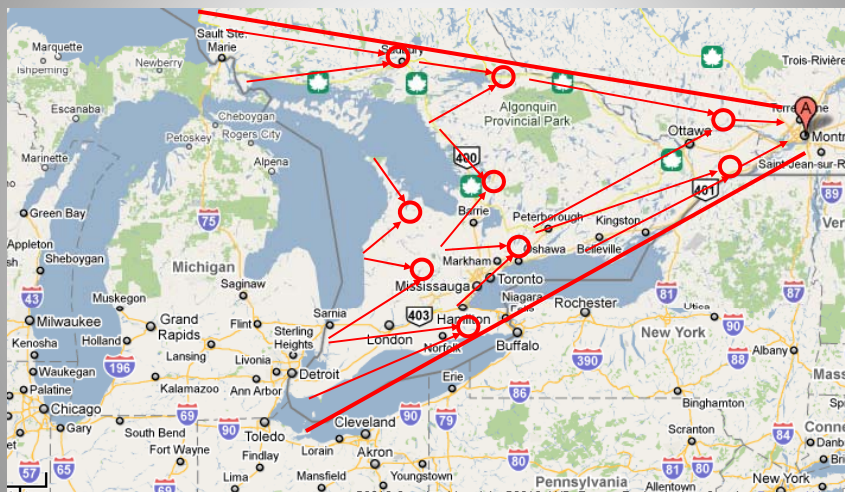 Sault Ste.
Marie
Marquette
Ishpeming
Newberry
Sudbury
Trois-Rivière
Escanaba
Cheboygan
Rogers City
Petoskey
Algonquin
Provincial Park
A
Ottawa
Montr
Marinette
Alpena
400
Saint-Jean-sur-R
401
89
Green Bay
75
Barrie
Peterborough
Kingston
Ver
Appleton
Sheboygan
Michigan
Markham
Oshawa
Belleville
Saginaw
Toronto
Mississauga
43
Muskegon
Sarnia
403
Hamilton
Niagara
Falls
Rochester
81
87
Milwaukee
Grand
Rapids
Flint
London
Utica
90
Kenosha
Holland
Lansing
Sterling
Heights
Norfolk
Buffalo
New York
Albany
Waukegan
196
Livonia
390
88
Palatine
Kalamazoo
Ann Arbor
Detroit
Erie
86
Mass
Chicago
69
Binghamton
Gary
South Bend
90
Toledo
Cleveland
90
79
Scranton
84
Conne
Fort Wayne
Lorain
Akron
Danb
57
65
Findlay
80
81
80
Bri
69
Lima
Mansfield
Youngstown
Pennsylvania
Allentown
New York